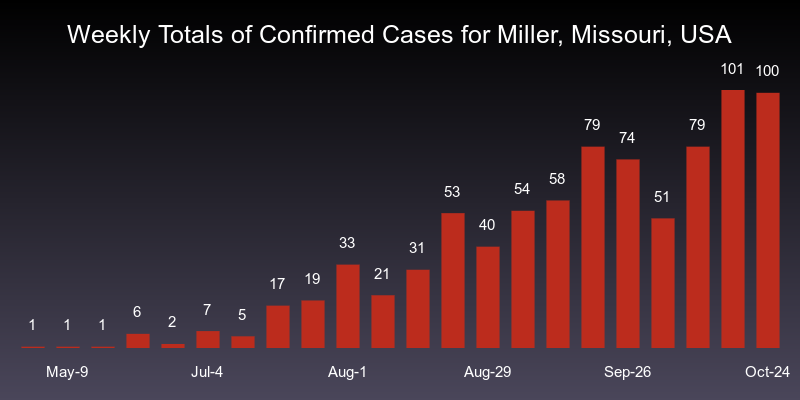 Weekly Totals of Confirmed Cases for Miller, Missouri, USA
1 1 1 6 2 7 5 17 19 33 21 31 53 40 54 58 79 74 51 79 101 100
May-9 Jul-4 Aug-1 Aug-29 Sep-26 Oct-24